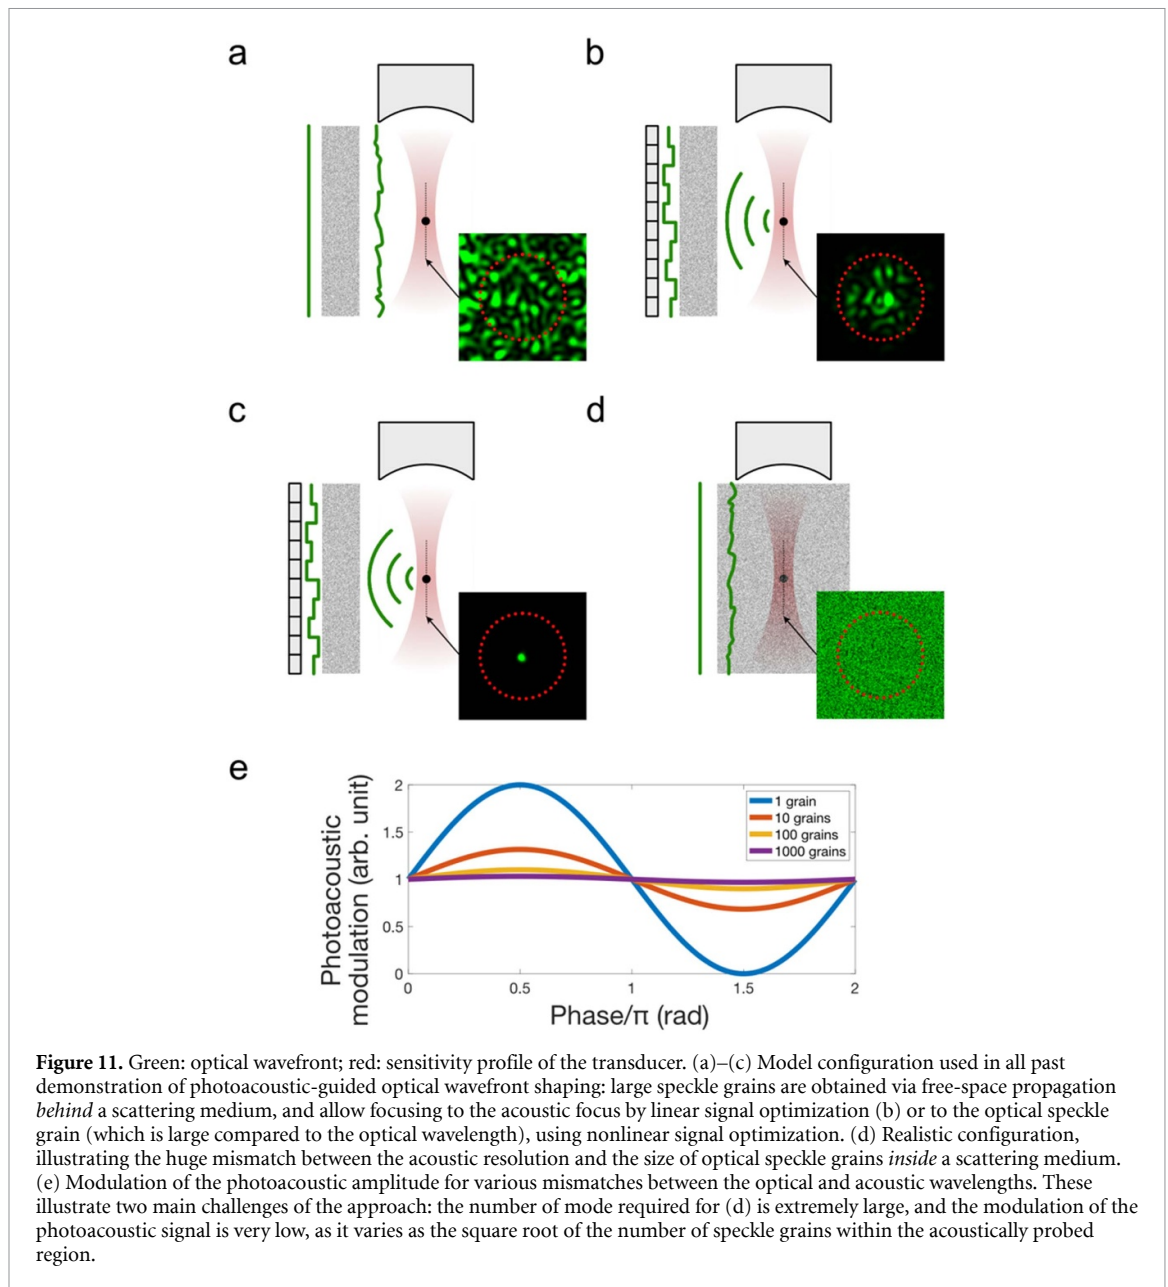 a
b
c
d
e
Photoacoustic
modulation (arb. unit)
2
1.5
1
0.5
0
1 grain
10 grains
100 grains
1000 grains
0
0.5
1
1.5
2
Phase/π (rad)
Figure 11. Green: optical wavefront; red: sensitivity profile of the transducer. (a)–(c) Model configuration used in all past
demonstration of photoacoustic-guided optical wavefront shaping: large speckle grains are obtained via free-space propagation
behind a scattering medium, and allow focusing to the acoustic focus by linear signal optimization (b) or to the optical speckle
grain (which is large compared to the optical wavelength), using nonlinear signal optimization. (d) Realistic configuration,
illustrating the huge mismatch between the acoustic resolution and the size of optical speckle grains inside a scattering medium.
(e) Modulation of the photoacoustic amplitude for various mismatches between the optical and acoustic wavelengths. These
illustrate two main challenges of the approach: the number of mode required for (d) is extremely large, and the modulation of the
photoacoustic signal is very low, as it varies as the square root of the number of speckle grains within the acoustically probed
region.